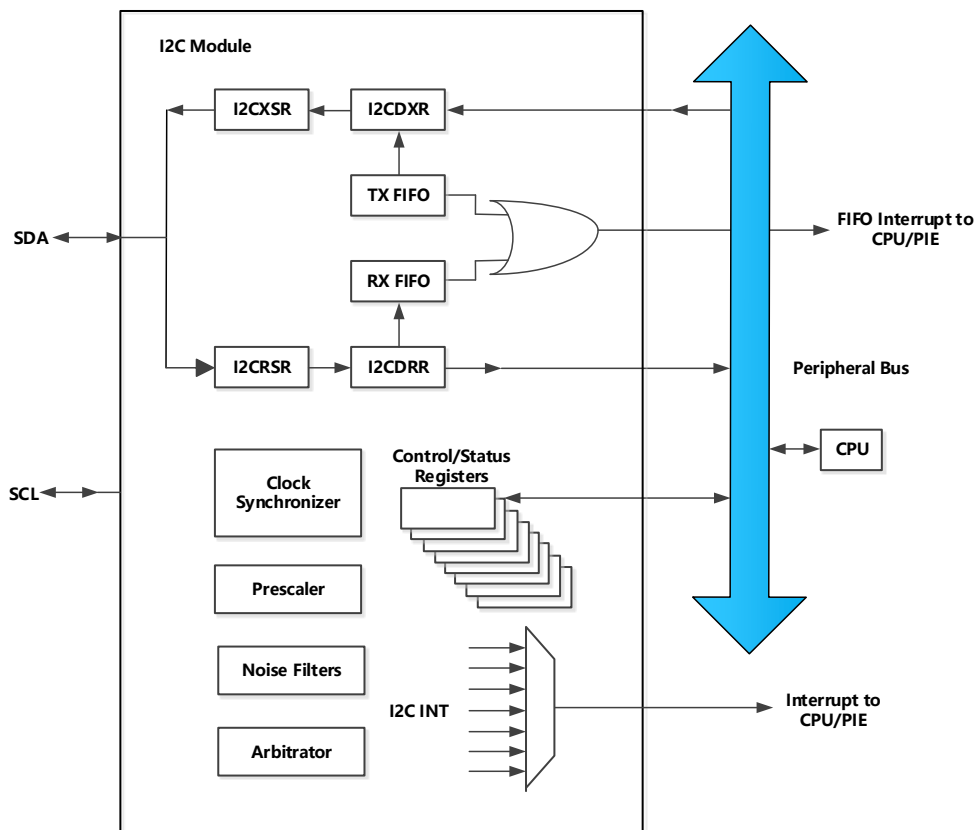 I2C Module
I2CXSR
I2CDXR
TX FIFO
SDA
FIFO Interrupt to
CPU/PIE
RX FIFO
I2CRSR
I2CDRR
Peripheral Bus
CPU
Control/Status
Registers
Clock
Synchronizer
SCL
Prescaler
Noise Filters
I2C INT
Interrupt to
CPU/PIE
Arbitrator